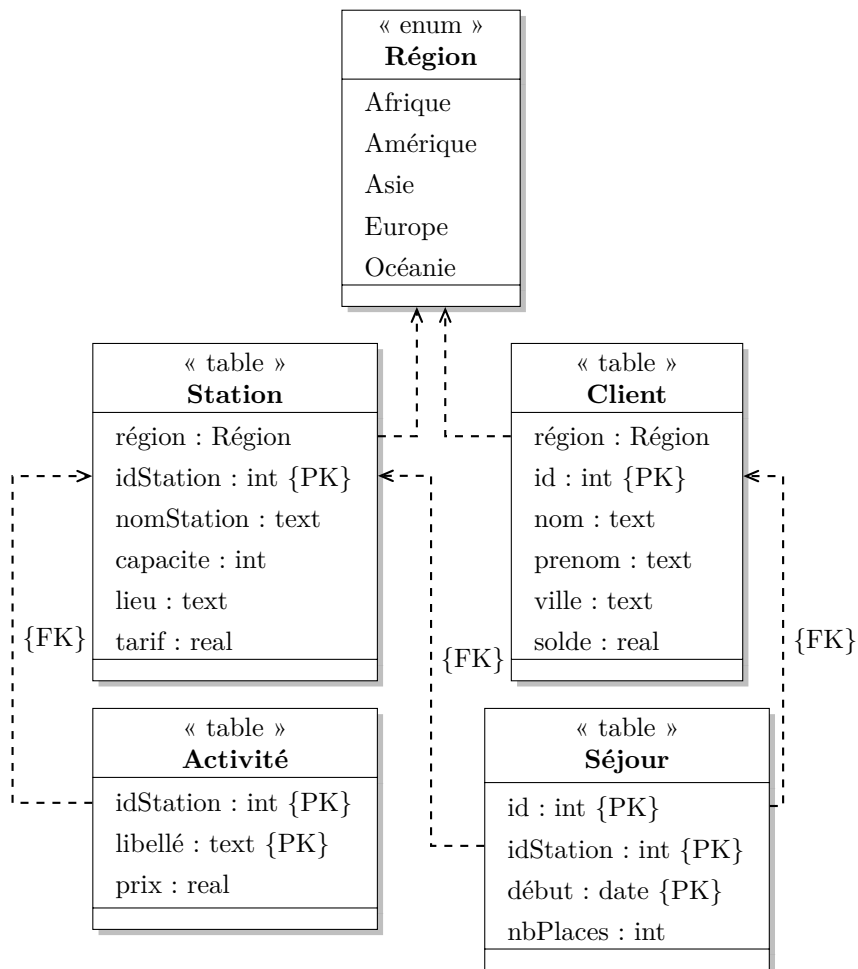 « enum »
Région
Afrique
Amérique
Asie
Europe
Océanie
« table »
Station
région : Région
idStation : int {PK}
nomStation : text
capacite : int
lieu : text
tarif : real
« table »
Client
région : Région
id : int {PK}
nom : text
prenom : text
ville : text
solde : real
{FK}
{FK}
{FK}
« table »
Activité
idStation : int {PK}
libellé : text {PK}
prix : real
« table »
Séjour
id : int {PK}
idStation : int {PK}
début : date {PK}
nbPlaces : int